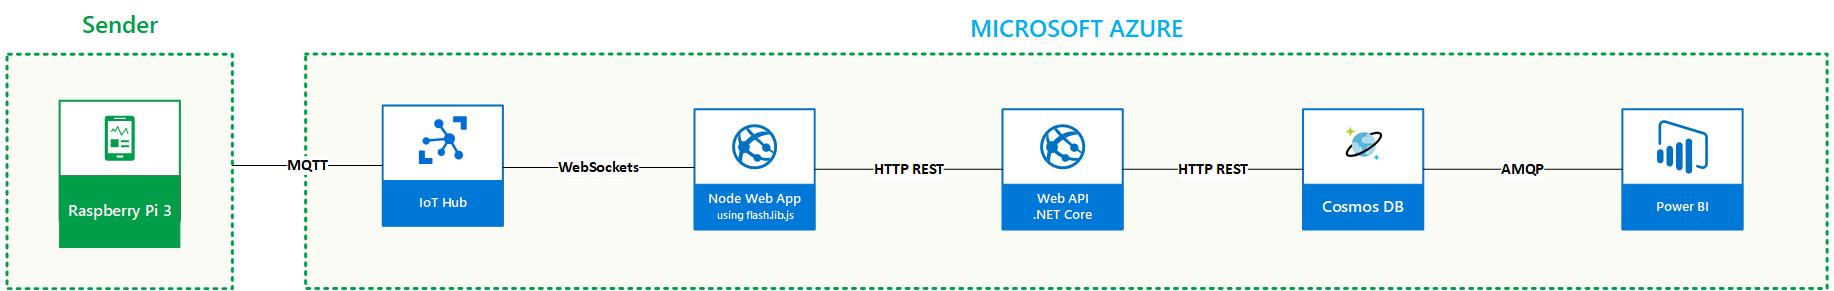 Sender
MICROSOFT AZURE
Raspberry Pi 3
MQTT
IoT Hub
WebSockets
Node Web App
using flash.lib.js
HTTP REST
Web API
.NET Core
HTTP REST
Cosmos DB
AMQP
Power BI